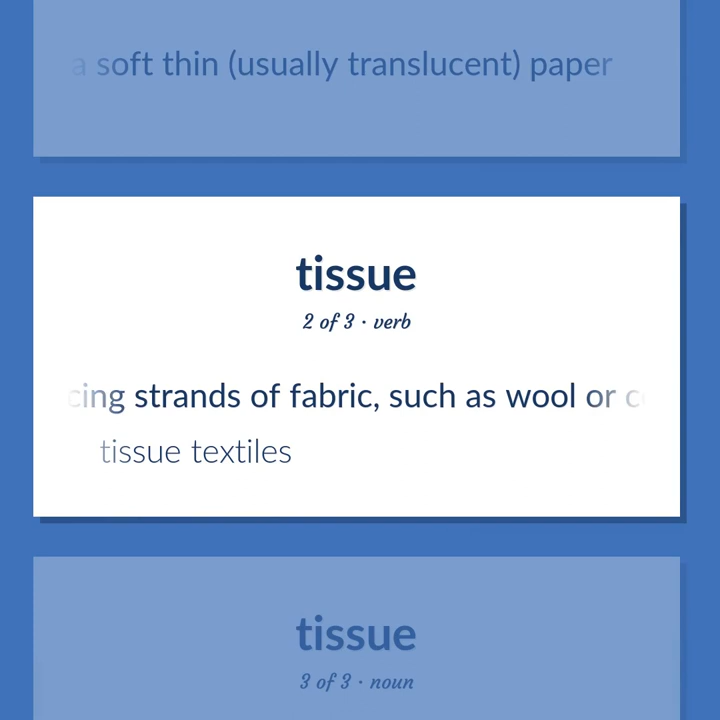 a soft thin (usually translucent) paper
tissue
2 of 3 · verb
cing strands of fabric, such as wool or c
tissue textiles
tissue
3 of 3 · noun